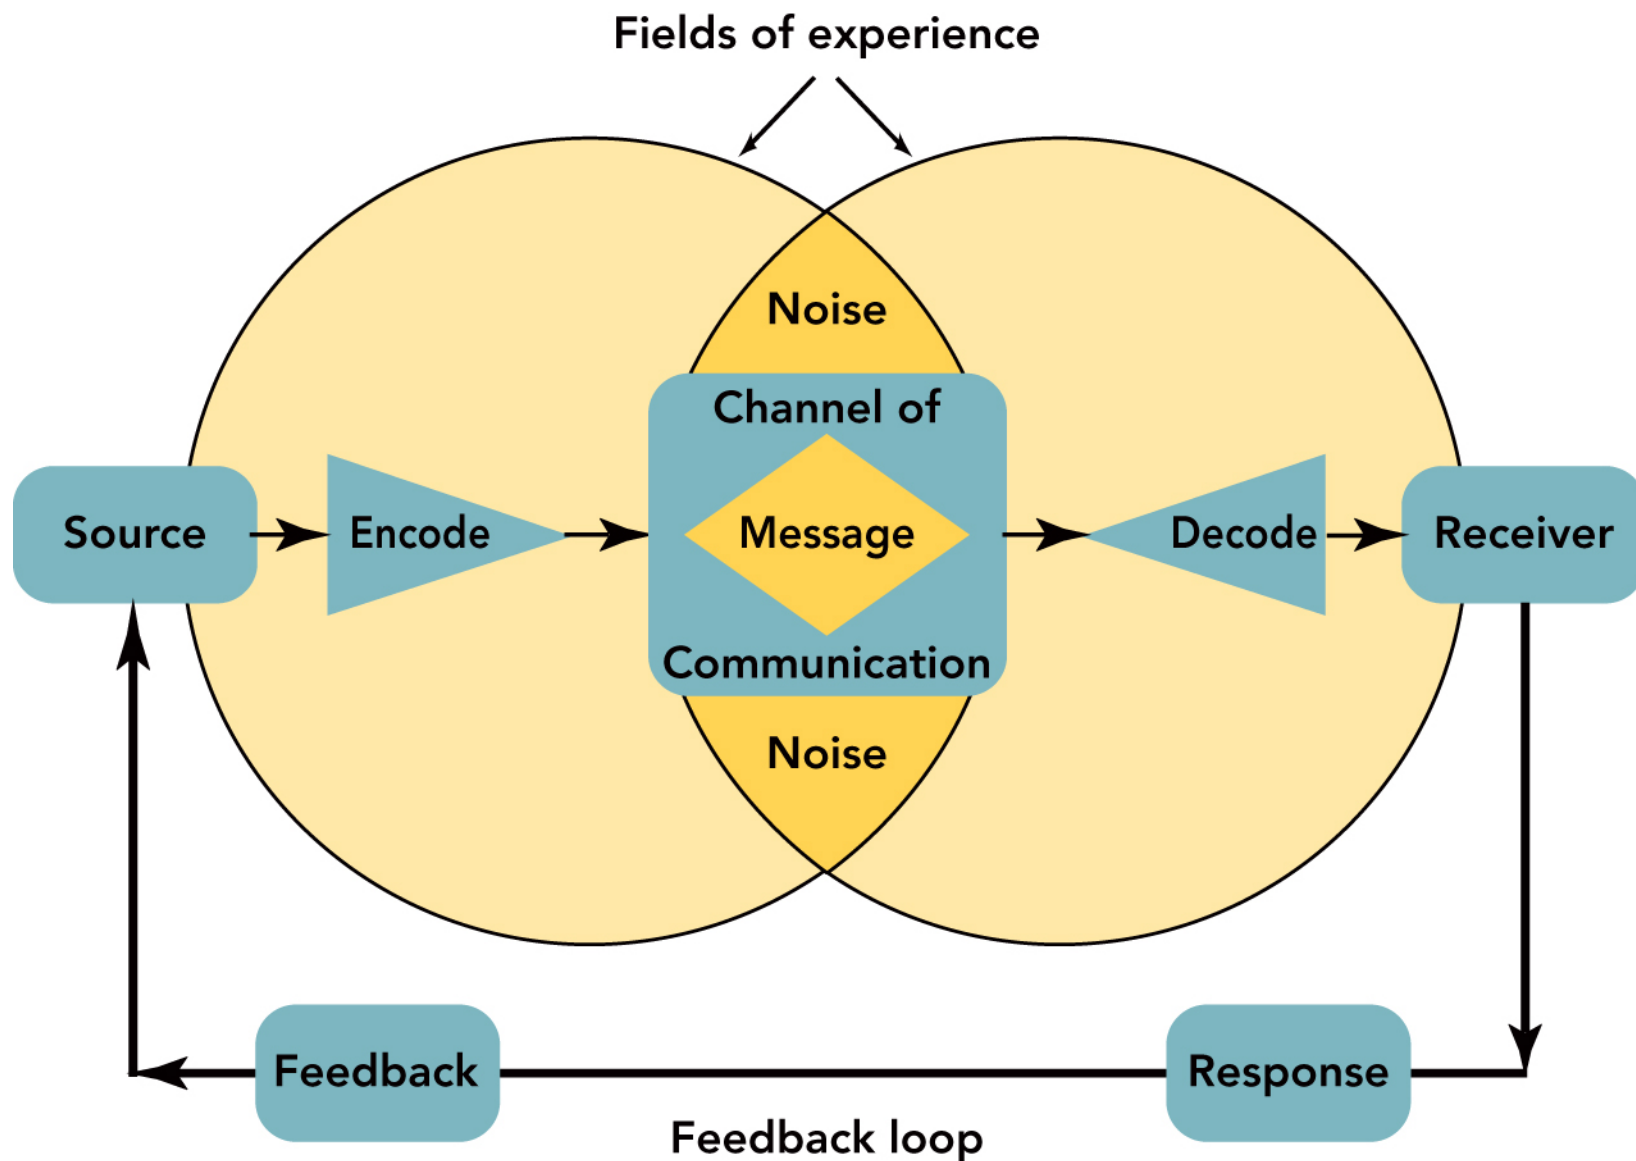 Fields of experience
Noise
Channel of
Source
Encode
Message
Decode
Receiver
Communication
Noise
Feedback
Response
Feedback loop